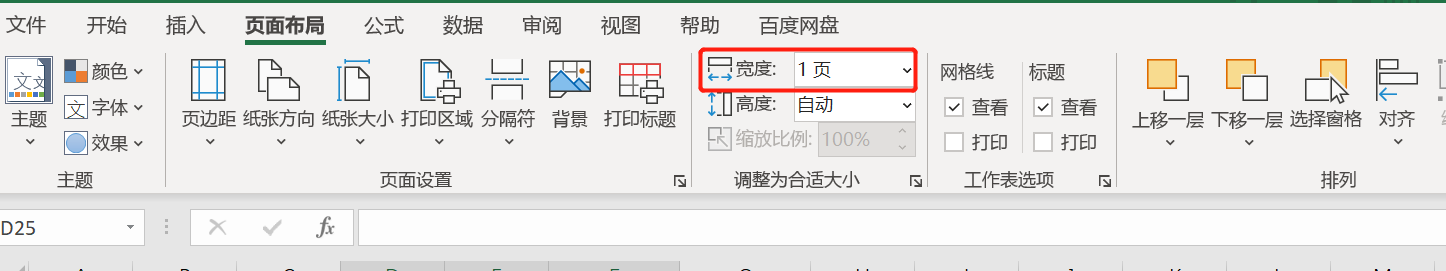 文件 开始 插入 页面布局 公式 数据 审阅 视图 帮助 百度网盘
文文 颜色 宽度: 1 页 网格线 标题
文 字体 高度: 自动 查看 查看
主题 效果 页边距 纸张方向 纸张大小 打印区域 分隔符 背景 打印标题 缩放比例: 100% 打印 打印 上移一层 下移一层 选择窗格 对齐
主题 页面设置 调整为合适大小 工作表选项 排列
D25 fx